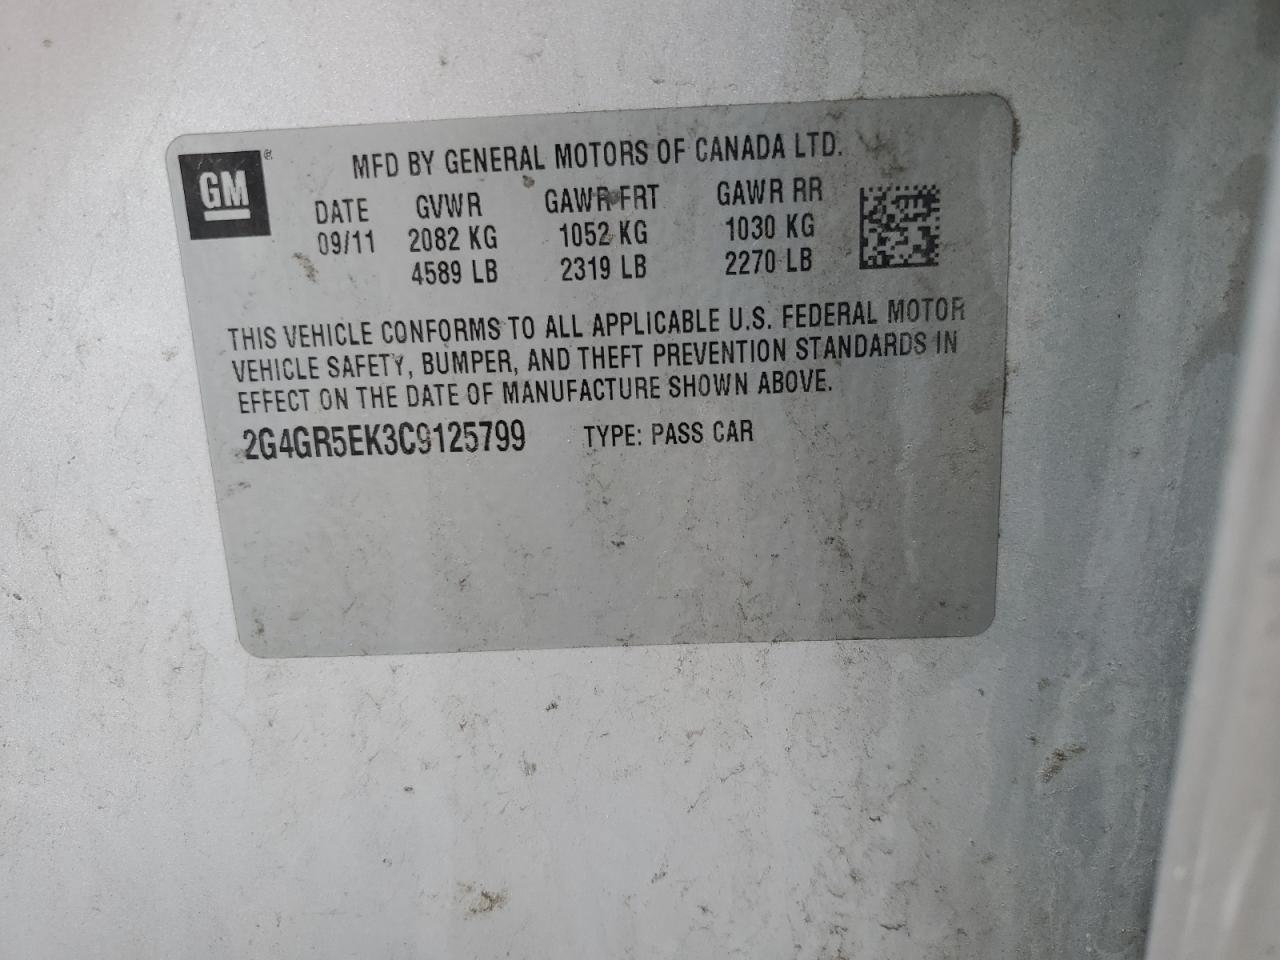 GM ®
MFD BY GENERAL MOTORS OF CANADA LTD.
DATE GVWR GAWR FRT GAWR RR
09/11 2082 KG 1052 KG 1030 KG
4589 LB 2319 LB 2270 LB
THIS VEHICLE CONFORMS TO ALL APPLICABLE U.S. FEDERAL MOTOR
VEHICLE SAFETY, BUMPER, AND THEFT PREVENTION STANDARDS IN
EFFECT ON THE DATE OF MANUFACTURE SHOWN ABOVE.
2G4GR5EK3C9125799 TYPE: PASS CAR